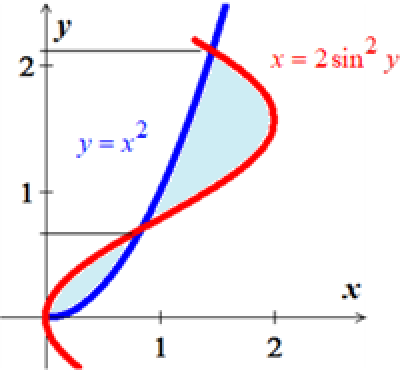 y
2
x = 2 sin² y
y = x²
1
x
1
2